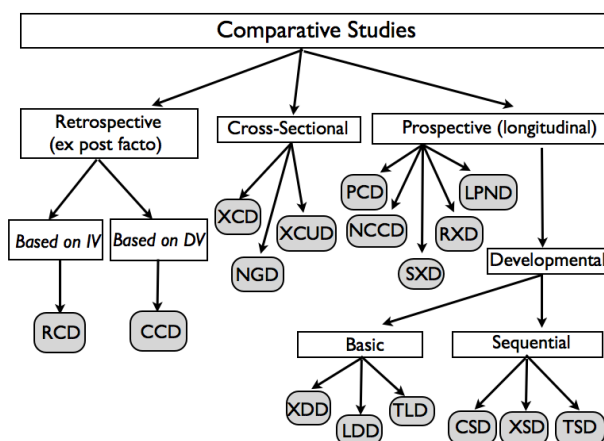 Comparative Studies
Retrospective
(ex post facto)
Cross-Sectional
Prospective (longitudinal)
PCD
LPND
XCD
XCUD
NCCD
RXD
Based on IV
Based on DV
NGD
SXD
Developmental
RCD
CCD
Basic
Sequential
XDD
LDD
TLD
CSD
XSD
TSD